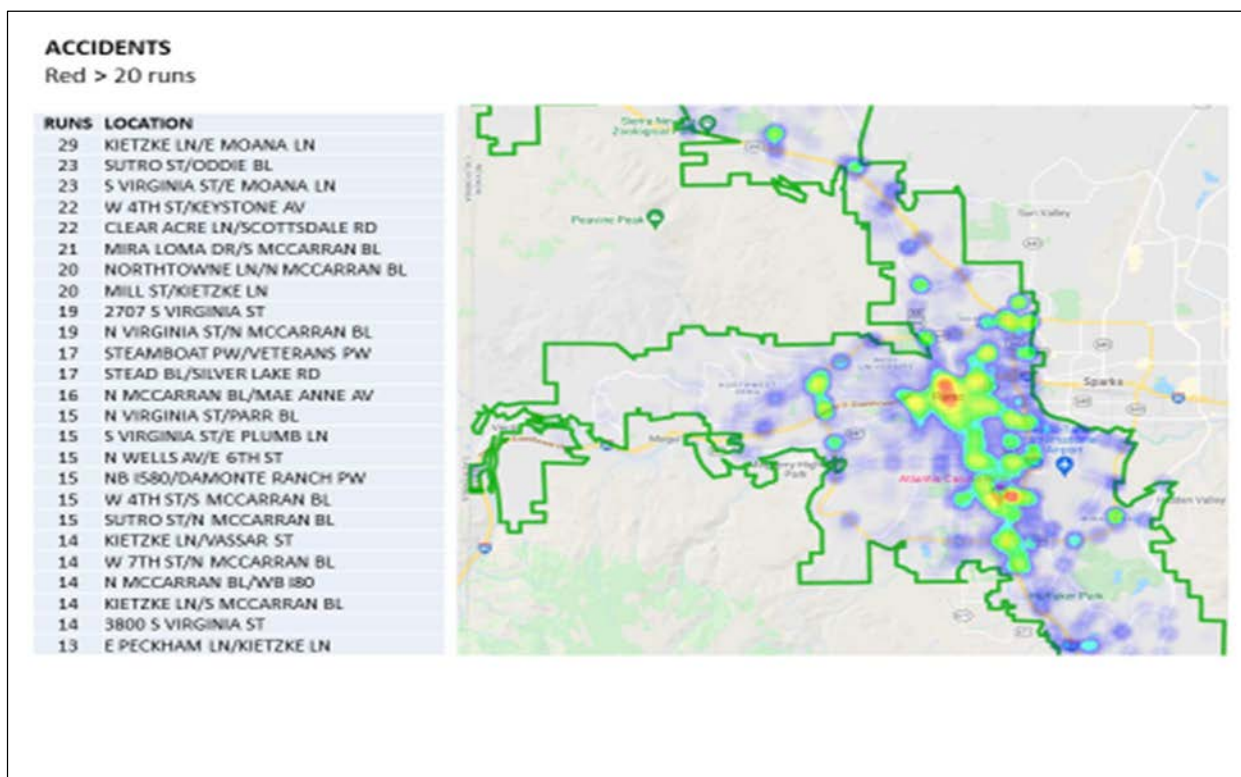 ACCIDENTS
Red > 20 runs
RUNS LOCATION
29 KIETZKE LN/E MOANA LN
23 SUTRO ST/ODDIE BL
23 S VIRGINIA ST/E MOANA LN
22 W 4TH ST/KEYSTONE AV
22 CLEAR ACRE LN/SCOTTSDALE RD
21 MIRA LOMA DR/S MCCARRAN BL
20 NORTHTOWNE LN/N MCCARRAN BL
20 MILL ST/KIETZKE LN
19 2707 S VIRGINIA ST
19 N VIRGINIA ST/N MCCARRAN BL
17 STEAMBOAT PW/VETERANS PW
17 STEAD BL/SILVER LAKE RD
16 N MCCARRAN BL/MAE ANNE AV
15 N VIRGINIA ST/PARR BL
15 S VIRGINIA ST/E PLUMB LN
15 N WELLS AV/E 6TH ST
15 NB I580/DAMONTE RANCH PW
15 W 4TH ST/S MCCARRAN BL
15 SUTRO ST/N MCCARRAN BL
14 KIETZKE LN/VASSAR ST
14 W 7TH ST/N MCCARRAN BL
14 N MCCARRAN BL/WB I80
14 KIETZKE LN/S MCCARRAN BL
14 3800 S VIRGINIA ST
13 E PECKHAM LN/KIETZKE LN
Zoological
Peavine Peak
Sun Valley
Sparks
NORTHWEST
Airport
Park
Valley
Park